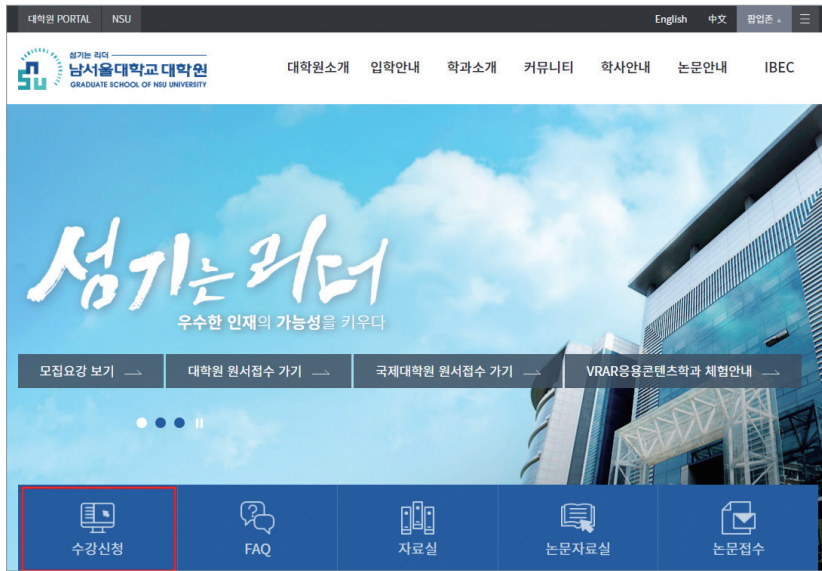 대학원 PORTAL NSU English 中文 팝업존
섬기는 리더
남서울대학교 대학원
GRADUATE SCHOOL OF NSU UNIVERSITY
대학원소개 입학안내 학과소개 커뮤니티 학사안내 논문안내 IBEC
섬기는 리더
우수한 인재의 가능성을 키우다
모집요강 보기 대학원 원서접수 가기 국제대학원 원서접수 가기 VRAR응용콘텐츠학과 체험안내
수강신청 FAQ 자료실 논문자료실 논문접수